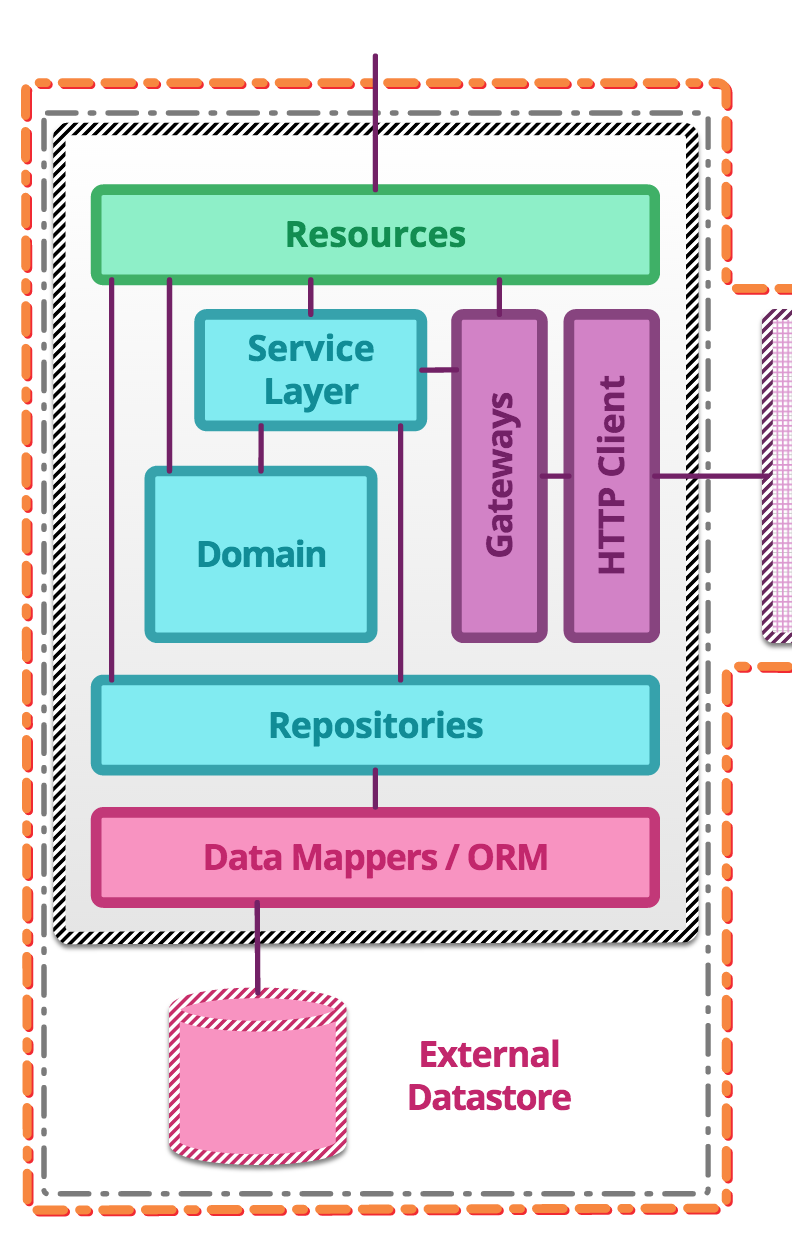 Resources
Service
Layer
Gateways
HTTP Client
Domain
Repositories
Data Mappers / ORM
External
Datastore